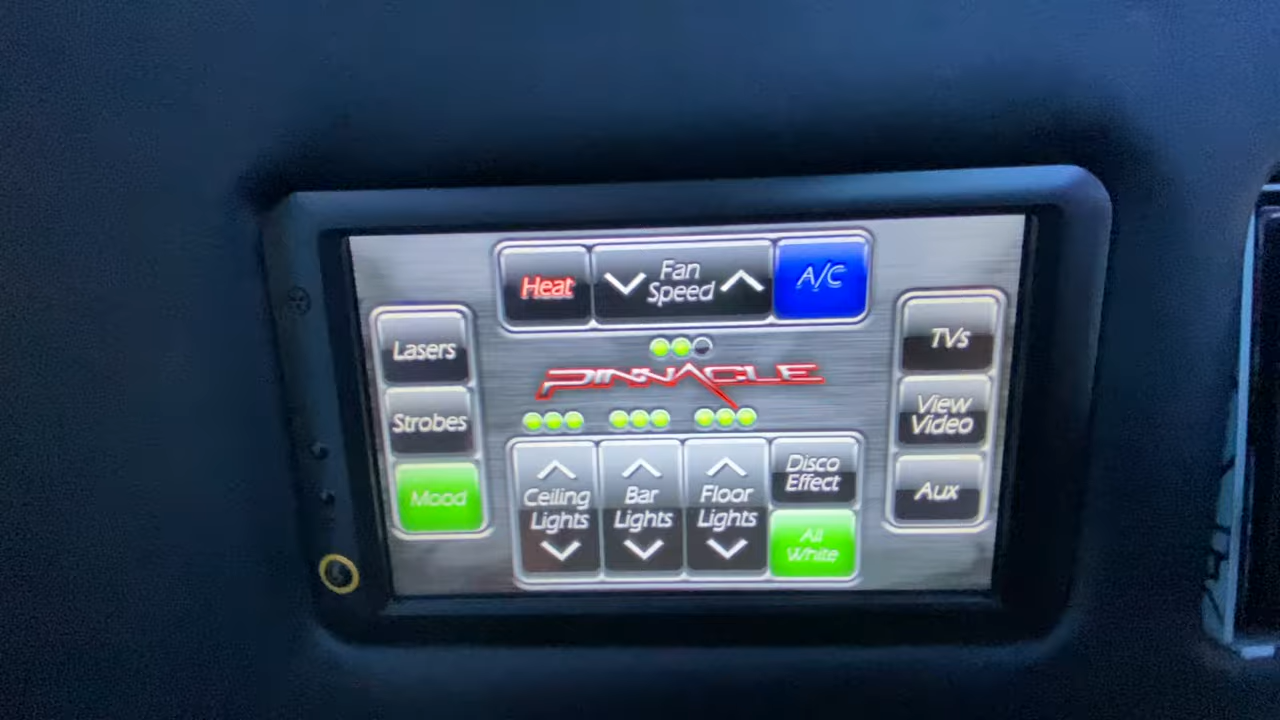 Heat
Fan
Speed
A/C
Lasers
Strobes
Mood
PINNACLE
TVs
View
Video
Aux
Ceiling
Lights
Bar
Lights
Floor
Lights
Disco
Effect
All
White